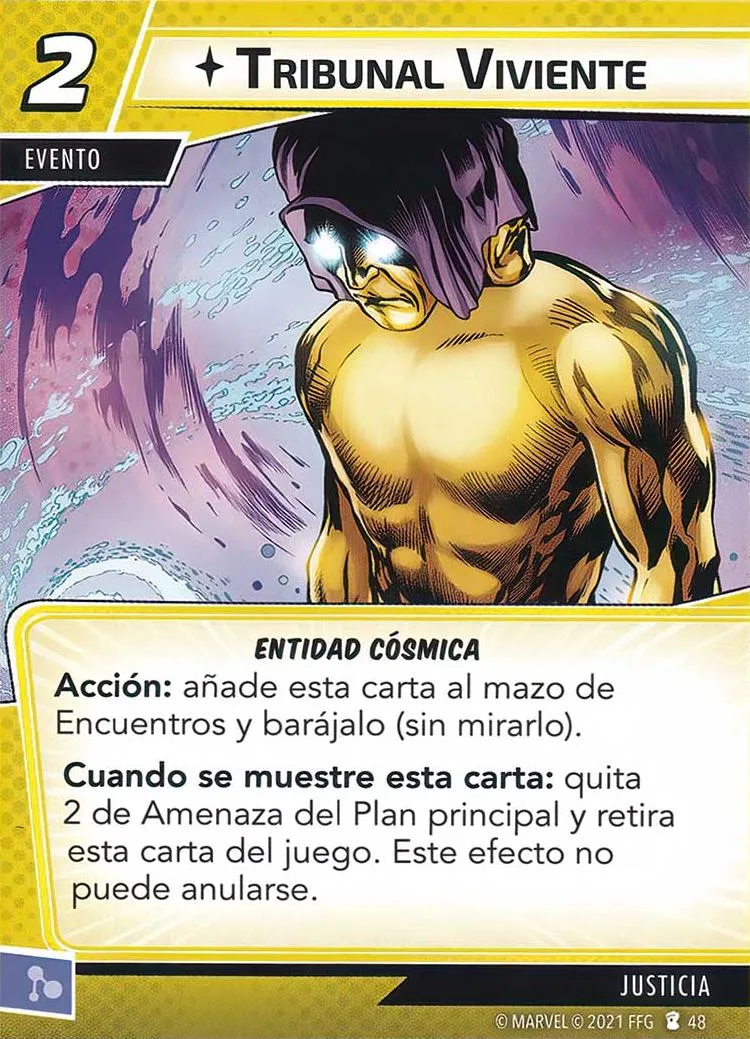 2
TRIBUNAL VIVIENTE
EVENTO
ENTIDAD CÓSMICA
Acción: añade esta carta al mazo de
Encuentros y barájalo (sin mirarlo).
Cuando se muestre esta carta: quita
2 de Amenaza del Plan principal y retira
esta carta del juego. Este efecto no
puede anularse.
JUSTICIA
© MARVEL © 2021 FFG 48